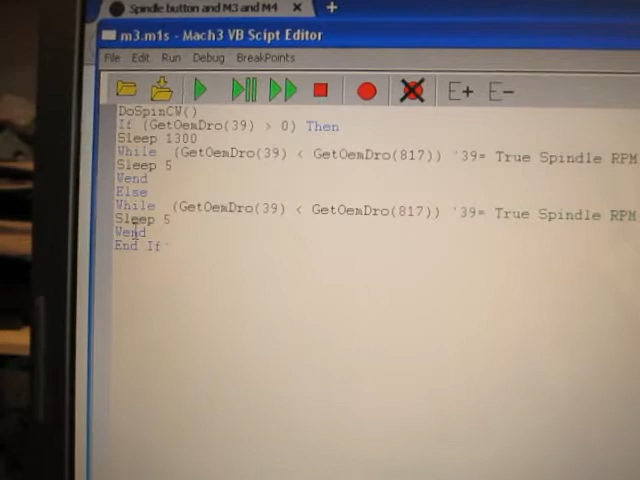 Spindle button and M3 and M4
m3.m1s - Mach3 VB Scipt Editor
File Edit Run Debug BreakPoints
E+ E-
DoSpinCW()
If (GetOemDro(39) > 0) Then
Sleep 1300
While (GetOemDro(39) < GetOemDro(817)) '39= True Spindle RPM
Sleep 5
Wend
Else
While (GetOemDro(39) < GetOemDro(817)) '39= True Spindle RPM
Sleep 5
Wend
End If